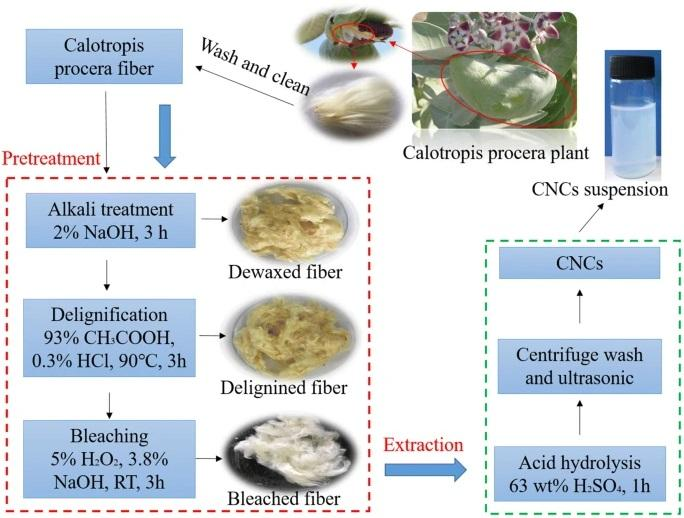 Calotropis
procera fiber
Wash and clean
Calotropis procera plant
CNCs suspension
Pretreatment
Alkali treatment
2% NaOH, 3 h
Dewaxed fiber
Delignification
93% CH₃COOH,
0.3% HCl, 90℃, 3h
Delignined fiber
Bleaching
5% H₂O₂, 3.8%
NaOH, RT, 3h
Bleached fiber
Extraction
CNCs
Centrifuge wash
and ultrasonic
Acid hydrolysis
63 wt% H₂SO₄, 1h